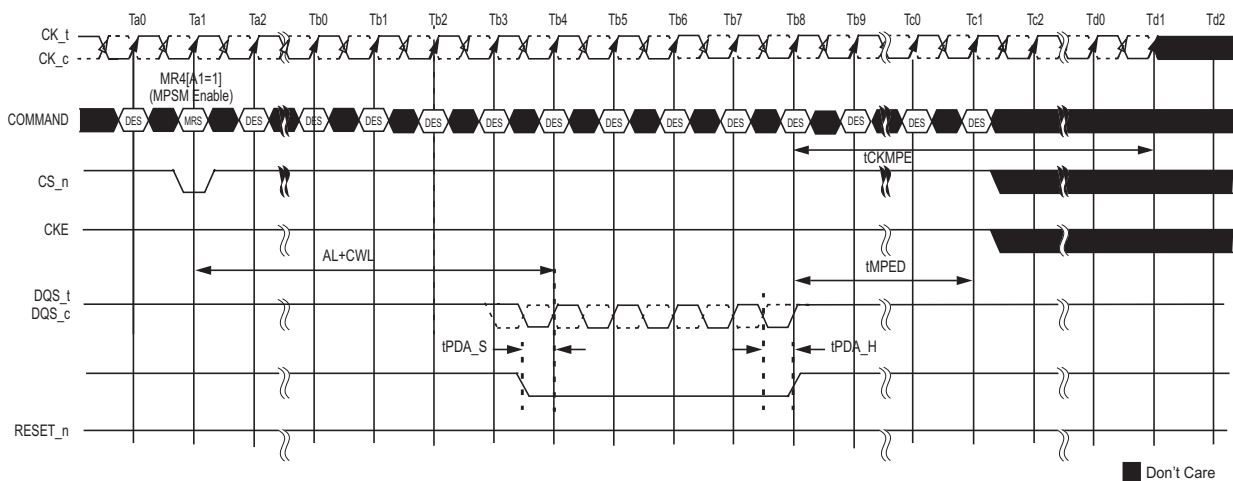 Ta0 Ta1 Ta2 Tb0 Tb1 Tb2 Tb3 Tb4 Tb5 Tb6 Tb7 Tb8 Tb9 Tc0 Tc1 Tc2 Td0 Td1 Td2
CK_t
CK_c
MR4[A1=1]
(MPSM Enable)
COMMAND DES MRS DES DES DES DES DES DES DES DES DES DES DES DES DES
tCKMPE
CS_n
CKE
AL+CWL
tMPED
DQS_t
DQS_c
tPDA_S tPDA_H
RESET_n
Don't Care